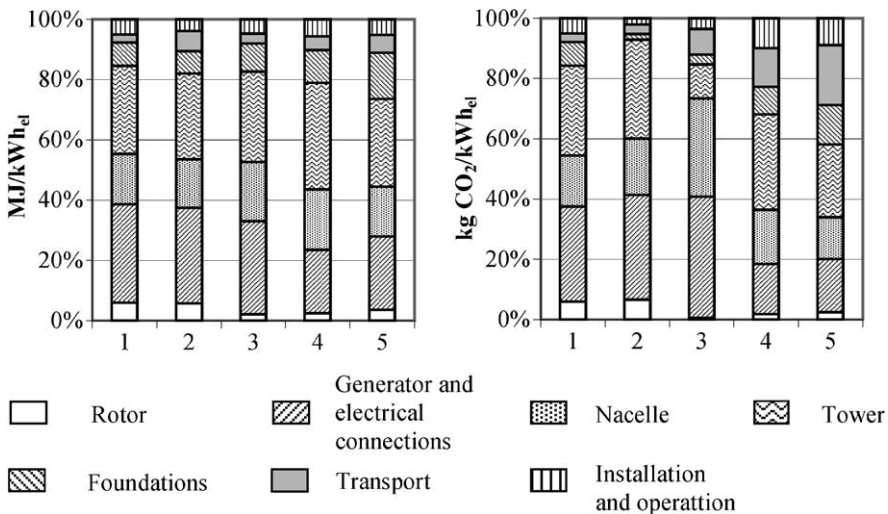 100%
80%
60%
40%
20%
0%
MJ/kWhel
1 2 3 4 5
100%
80%
60%
40%
20%
0%
kg CO2/kWhel
1 2 3 4 5
Rotor
Generator and
electrical
connections
Nacelle
Tower
Foundations
Transport
Installation
and operattion